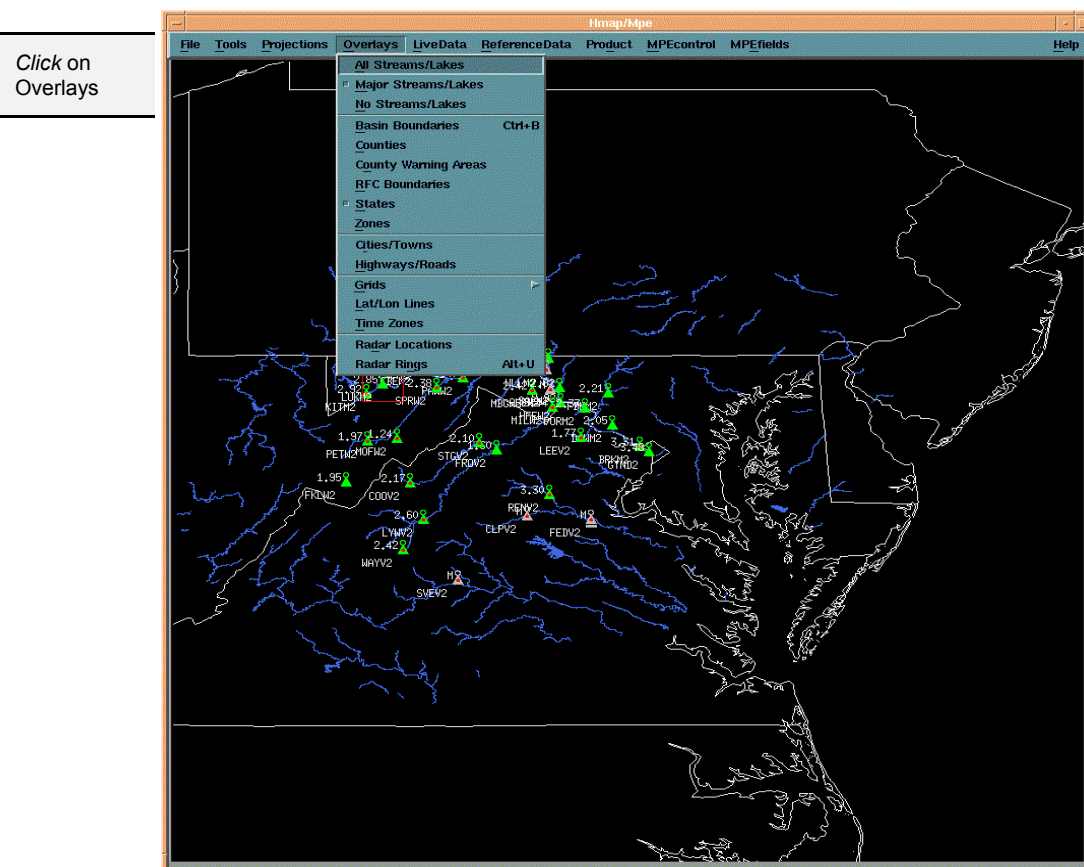 Hmap/Mpe
File Tools Projections Overlays LiveData ReferenceData Product MPEcontrol MPEfields Help
Click on
Overlays
All Streams/Lakes
Major Streams/Lakes
No Streams/Lakes
Basin Boundaries Ctrl+B
Counties
County Warning Areas
RFC Boundaries
States
Zones
Cities/Towns
Highways/Roads
Grids
Lat/Lon Lines
Time Zones
Radar Locations
Radar Rings Alt+U
2.38
2.21
2.92
KITM2
SPRW2
2.05
1.97 1.24
PETW2 MOFW2
2.10
1.77
STGV2
FROV2
LEEV2
BRKM2
GTND2
1.95
FKLW2
2.17
COOV2
3.30
RENV2
2.60
LYWV2
M
CLPV2
M
FEDV2
2.42
WAYV2
M
SVEV2